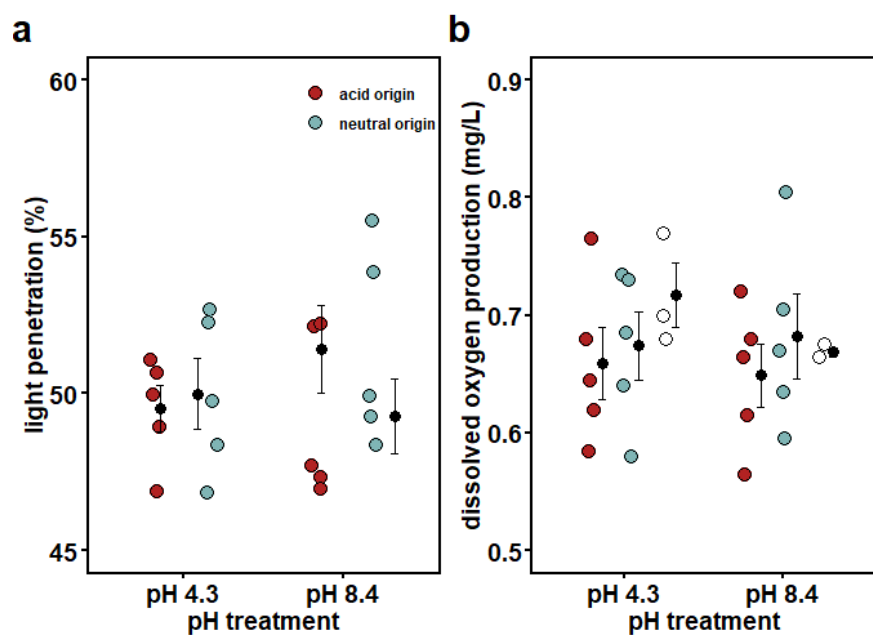 a
60
55
50
45
light penetration (%)
acid origin
neutral origin
pH 4.3
pH 8.4
pH treatment
b
0.9
0.8
0.7
0.6
0.5
dissolved oxygen production (mg/L)
pH 4.3
pH 8.4
pH treatment